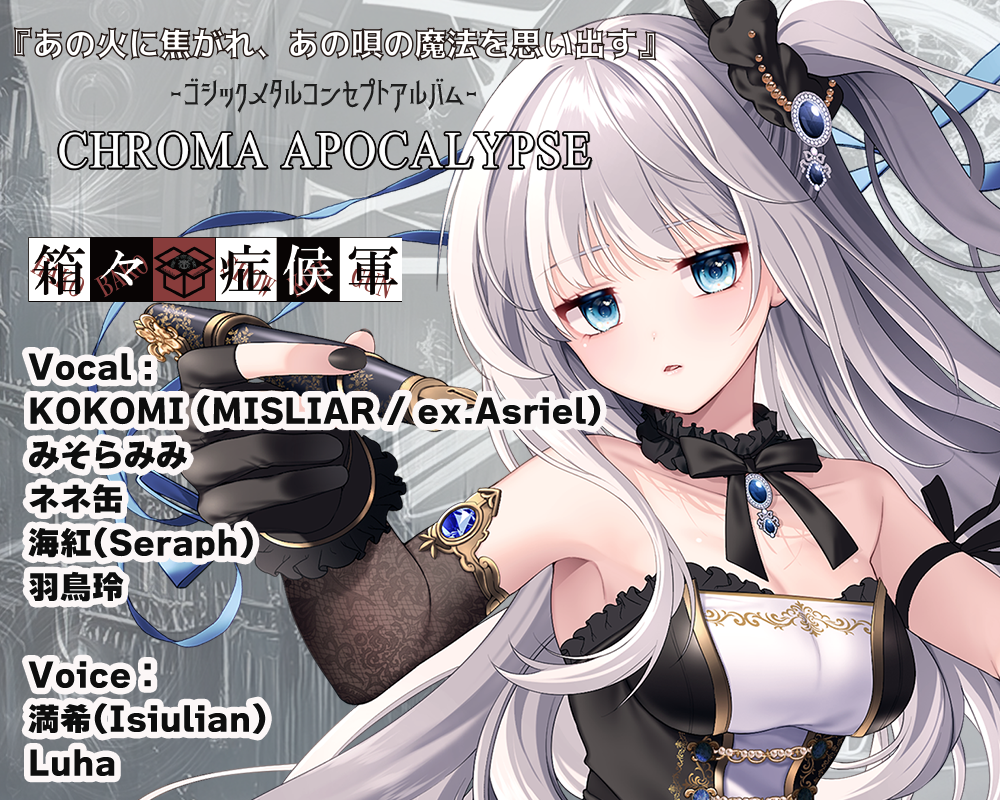 『あの火に焦がれ、あの唄の魔法を思い出す』
-ゴシックメタルコンセプトアルバム-
CHROMA APOCALYPSE
箱々症候軍
Vocal :
KOKOMI (MISLIAR / ex.Asriel)
みそらみみ
ネネ缶
海紅(Seraph)
羽鳥玲
Voice :
満希(Isiulian)
Luha